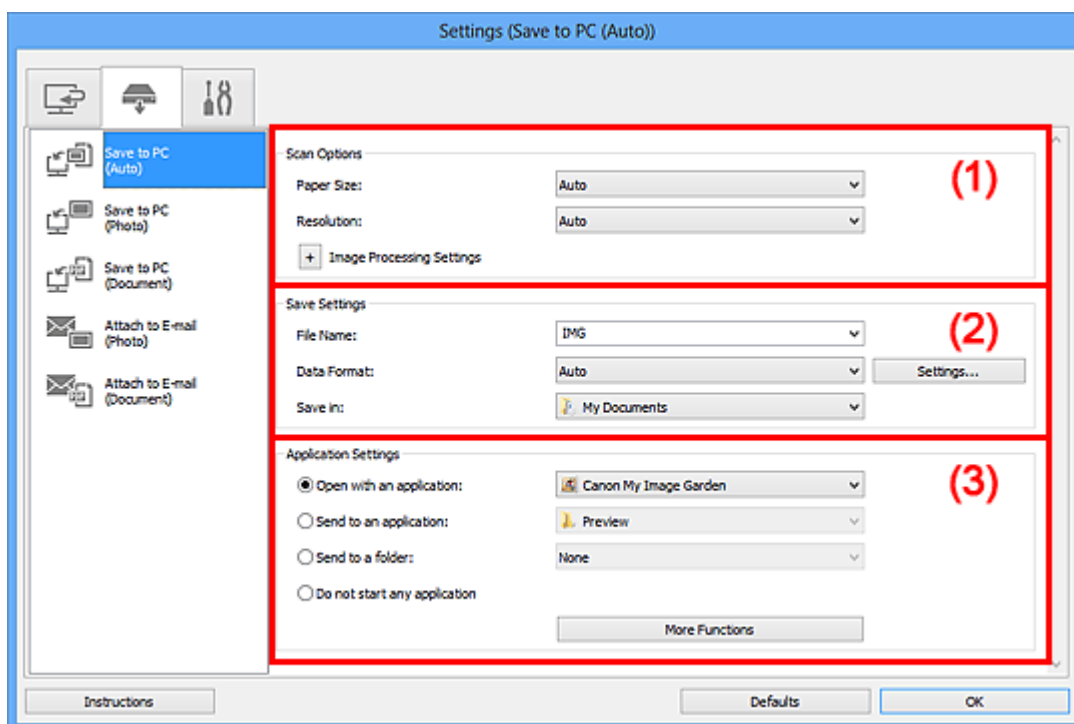 Settings (Save to PC (Auto))
Save to PC
(Auto)
Save to PC
(Photo)
Save to PC
(Document)
Attach to E-mail
(Photo)
Attach to E-mail
(Document)
Scan Options
(1)
Paper Size: Auto
Resolution: Auto
+ Image Processing Settings
Save Settings
(2)
File Name: IMG
Data Format: Auto Settings...
Save in: My Documents
Application Settings
(3)
Open with an application: Canon My Image Garden
Send to an application: Preview
Send to a folder: None
Do not start any application
More Functions
Instructions Defaults OK